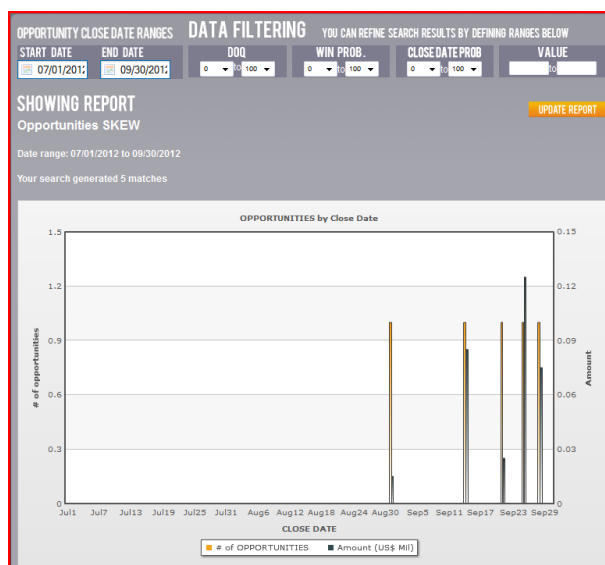 OPPORTUNITY CLOSE DATE RANGES DATA FILTERING YOU CAN REFINE SEARCH RESULTS BY DEFINING RANGES BELOW
START DATE END DATE DOQ WIN PROB. CLOSE DATE PROB VALUE
07/01/2012 09/30/2012 0 to 100 0 to 100 0 to 100 to
SHOWING REPORT
UPDATE REPORT
Opportunities SKEW
Date range: 07/01/2012 to 09/30/2012
Your search generated 5 matches
OPPORTUNITIES by Close Date
1.5 0.15
1.2 0.12
0.9 0.09
0.6 0.06
0.3 0.03
0 0
# of opportunities
Amount
Jul1 Jul7 Jul13 Jul19 Jul25 Jul31 Aug6 Aug12 Aug18 Aug24 Aug30 Sep5 Sep11 Sep17 Sep23 Sep29
CLOSE DATE
# of OPPORTUNITIES Amount (US$ Mil)